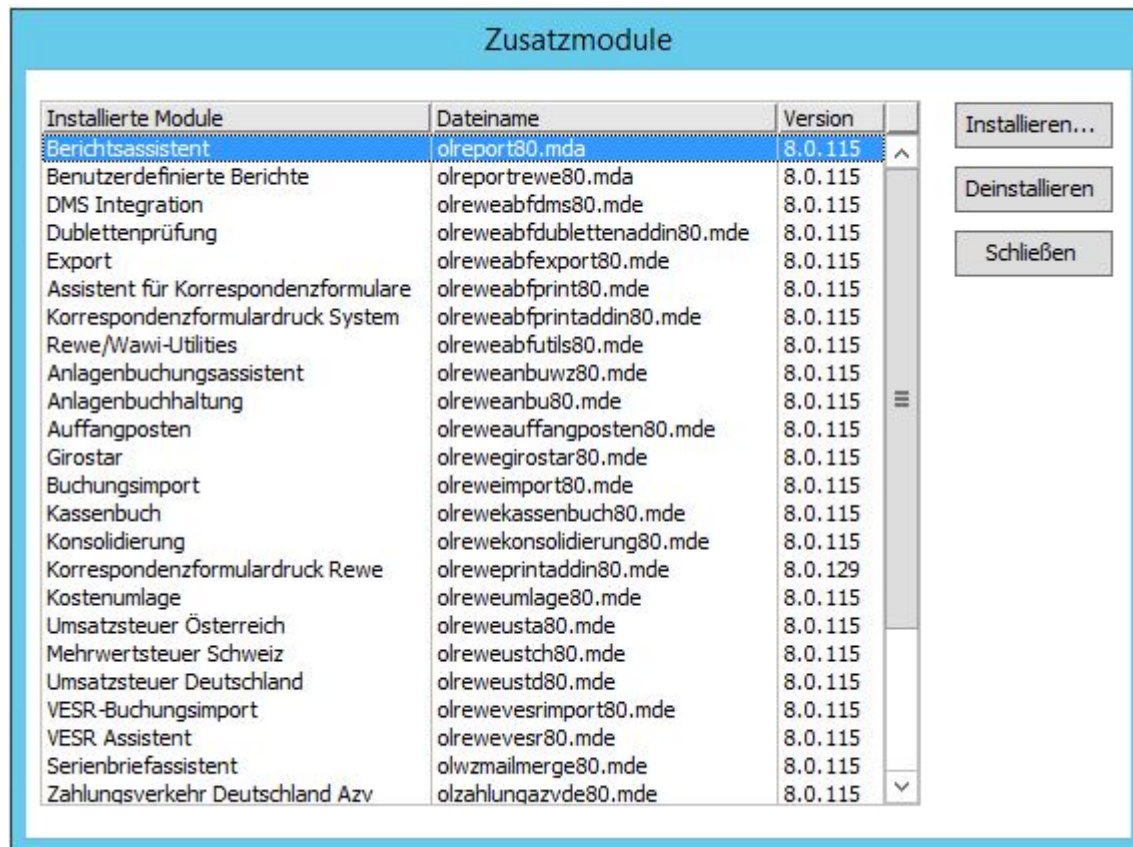 Zusatzmodule
Installierte Module Dateiname Version
Berichtsassistent olreport80.mda 8.0.115
Benutzerdefinierte Berichte olreportrewe80.mda 8.0.115
DMS Integration olreweabfdms80.mde 8.0.115
Dublettenprüfung olreweabfdublettenaddin80.mde 8.0.115
Export olreweabfexport80.mde 8.0.115
Assistent für Korrespondenzformulare olreweabfprint80.mde 8.0.115
Korrespondenzformulardruck System olreweabfprintaddin80.mde 8.0.115
Rewe/Wawi-Utilities olreweabfutils80.mde 8.0.115
Anlagenbuchungsassistent olreweanbuwz80.mde 8.0.115
Anlagenbuchhaltung olreweanbu80.mde 8.0.115
Auffangposten olreweauffangposten80.mde 8.0.115
Girostar olrewegirostar80.mde 8.0.115
Buchungsimport olreweimport80.mde 8.0.115
Kassenbuch olrewekassenbuch80.mde 8.0.115
Konsolidierung olrewekonsolidierung80.mde 8.0.115
Korrespondenzformulardruck Rewe olreweprintaddin80.mde 8.0.129
Kostenumlage olreweumlage80.mde 8.0.115
Umsatzsteuer Österreich olreweusta80.mde 8.0.115
Mehrwertsteuer Schweiz olreweustch80.mde 8.0.115
Umsatzsteuer Deutschland olreweustd80.mde 8.0.115
VESR-Buchungsimport olrewevesrimport80.mde 8.0.115
VESR Assistent olrewevesr80.mde 8.0.115
Serienbriefassistent olwzmailmerge80.mde 8.0.115
Zahlungsverkehr Deutschland Azv olzahlungazvde80.mde 8.0.115
Installieren...
Deinstallieren
Schließen